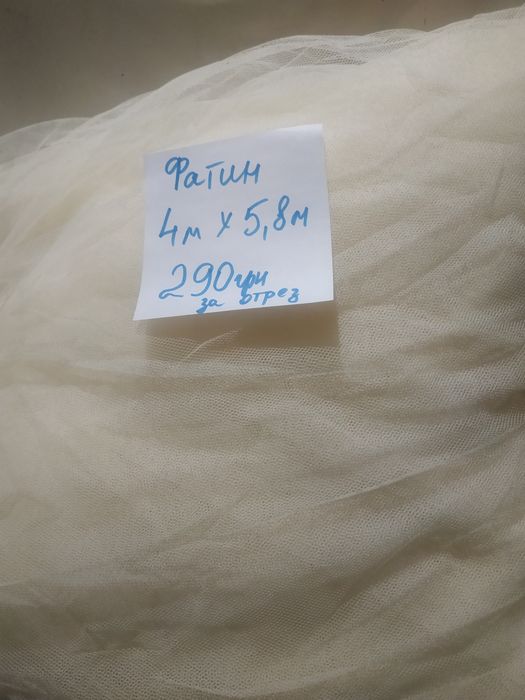 Фатин
4м х 5,8м
290грн
за отрез